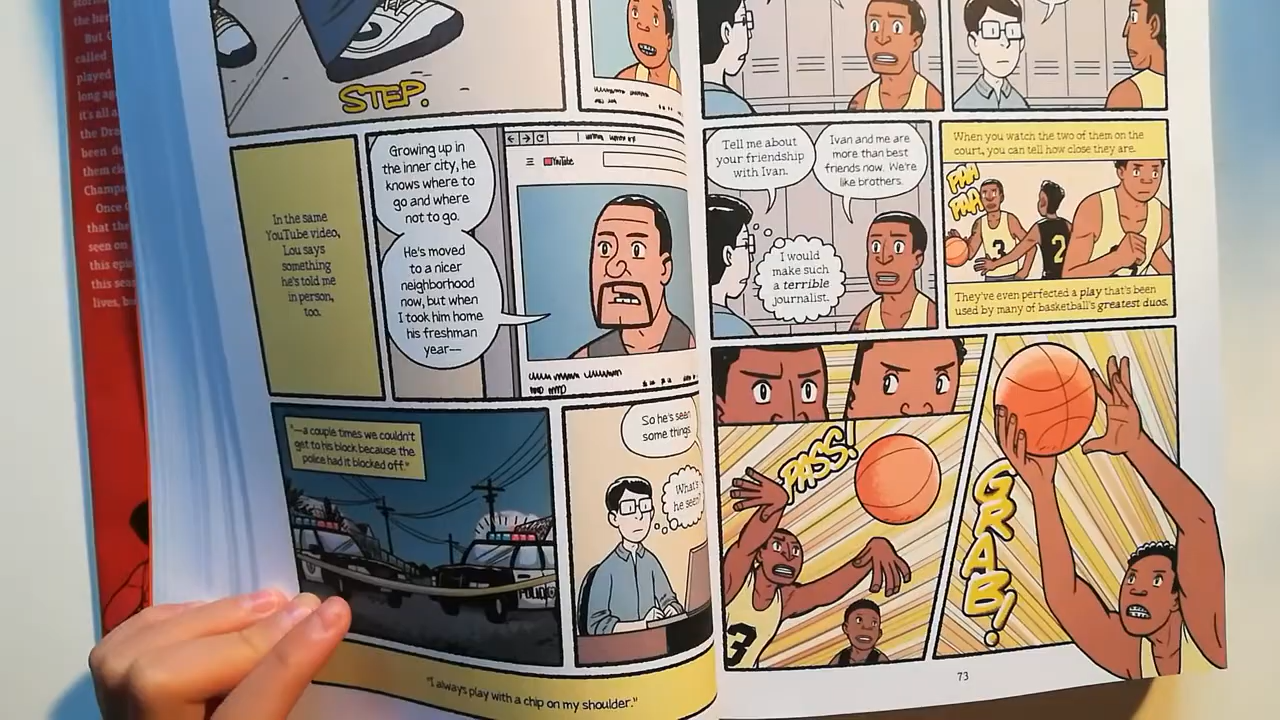 STEP.
In the same
YouTube video,
Lou says
something
he's told me
in person,
too.
Growing up in
the inner city, he
knows where to
go and where
not to go.
He's moved
to a nicer
neighborhood
now, but when
I took him home
his freshman
year—
YouTube
"—a couple times we couldn't
get to his block because the
police had it blocked off."
So he's seen
some things.
What's
he seen?
"I always play with a chip on my shoulder."
Tell me about
your friendship
with Ivan.
Ivan and me are
more than best
friends now. We're
like brothers.
I would
make such
a terrible
journalist.
When you watch the two of them on the
court, you can tell how close they are.
PAH
PAH
3
2
They've even perfected a play that's been
used by many of basketball's greatest duos.
PASS!
3
GRAB!
73